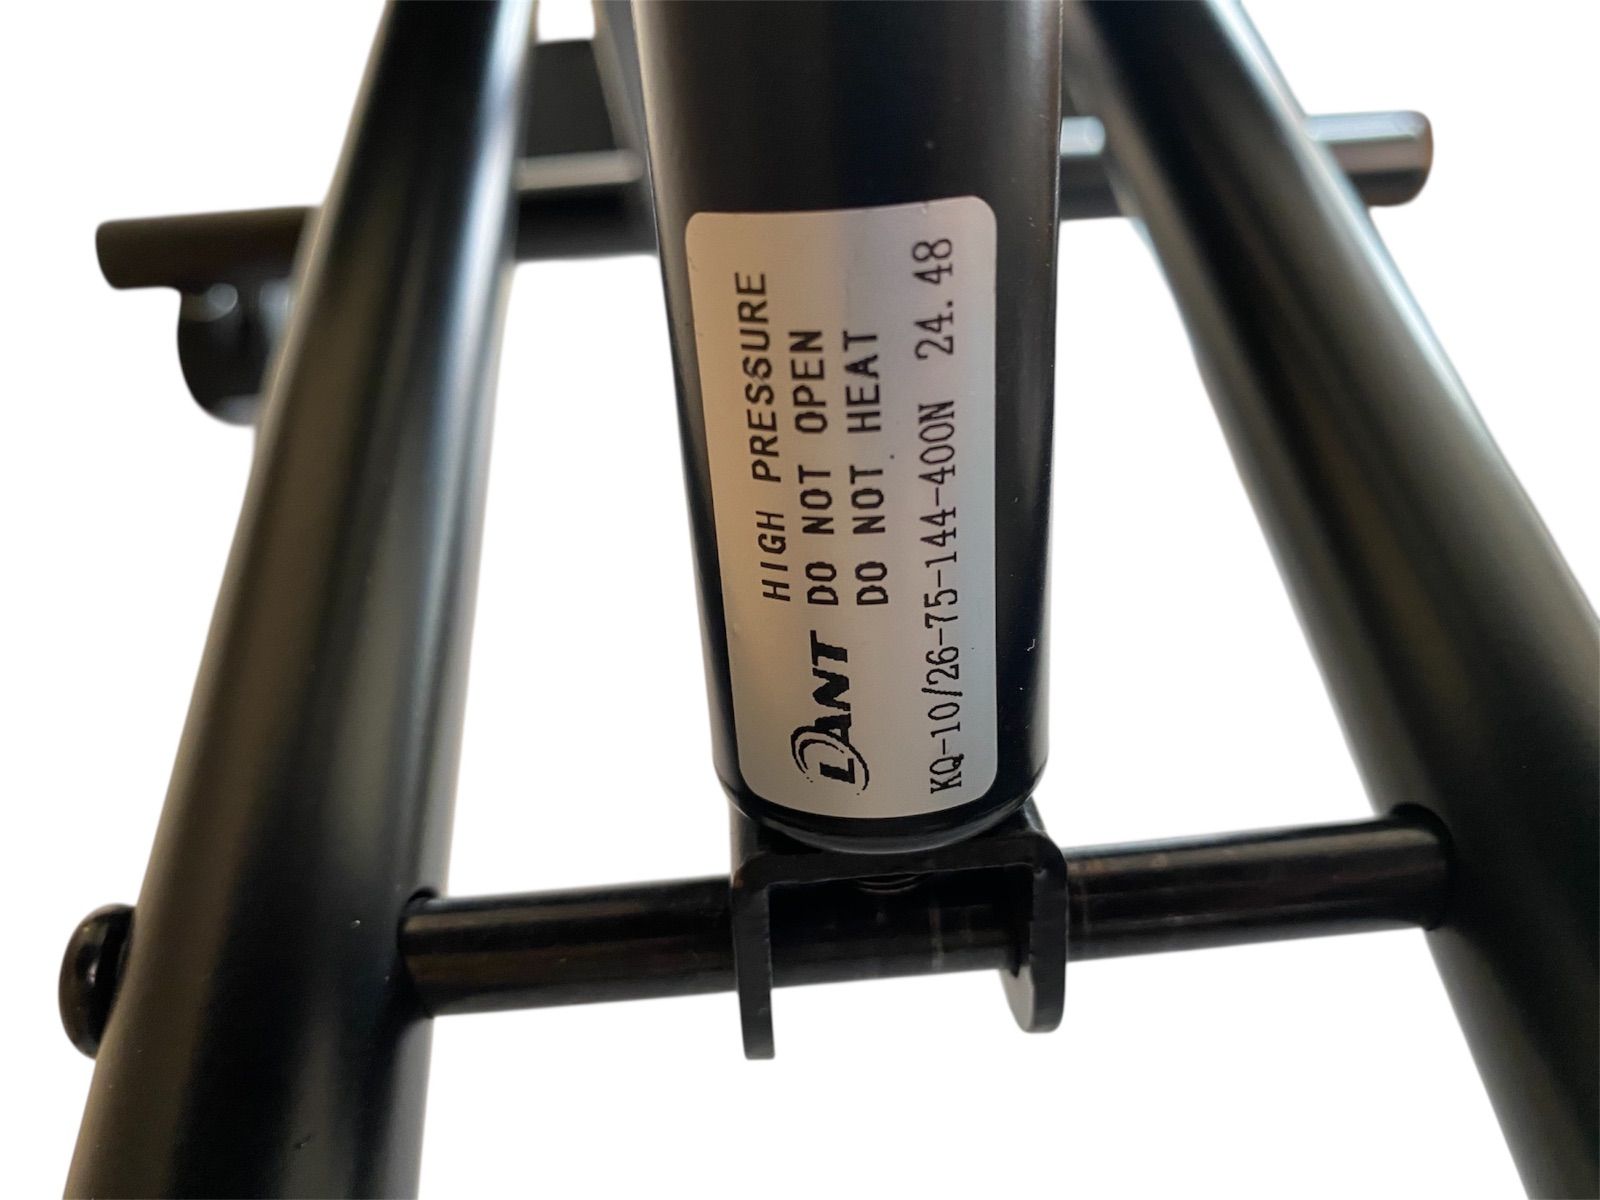 HIGH PRESSURE
LANT DO NOT OPEN
DO NOT HEAT
KQ-10/26-75-144-400N 24.48